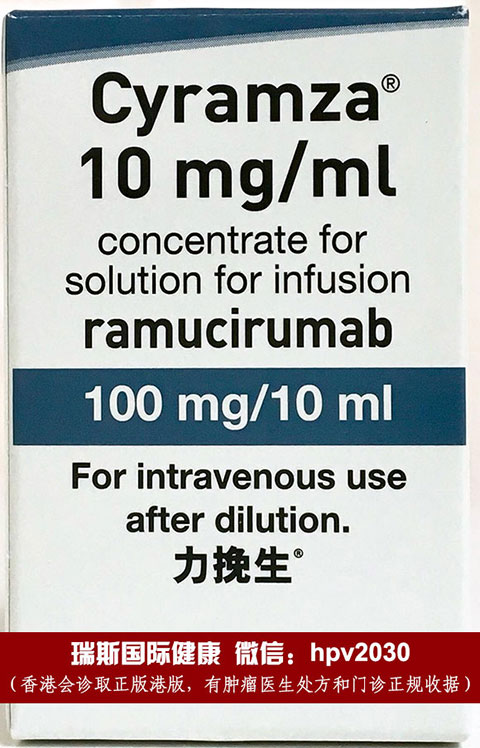 Cyramza®
10 mg/ml
concentrate for
solution for infusion
ramucirumab
100 mg/10 ml
For intravenous use
after dilution.
力挽生®
瑞斯国际健康 微信：hpv2030
（香港会诊取正版港版，有肿瘤医生处方和门诊正规收据）